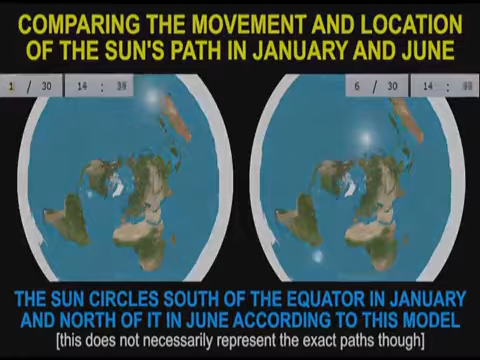 COMPARING THE MOVEMENT AND LOCATION
OF THE SUN'S PATH IN JANUARY AND JUNE
1 / 30 14 :
6 / 30 14 :
THE SUN CIRCLES SOUTH OF THE EQUATOR IN JANUARY
AND NORTH OF IT IN JUNE ACCORDING TO THIS MODEL
[this does not necessarily represent the exact paths though]